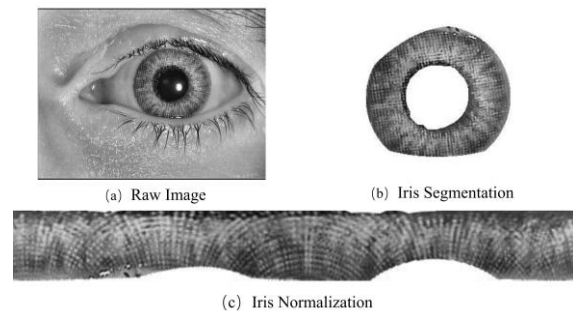 (a) Raw Image
(b) Iris Segmentation
(c) Iris Normalization